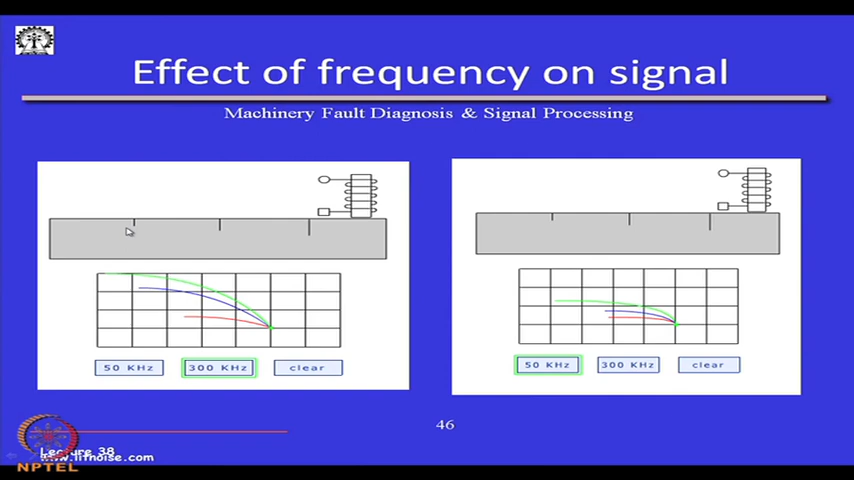 Effect of frequency on signal
Machinery Fault Diagnosis & Signal Processing
50 KHz
300 KHz
clear
50 KHz
300 KHz
clear
46
Lecture 38
www.iitnoise.com
NPTEL